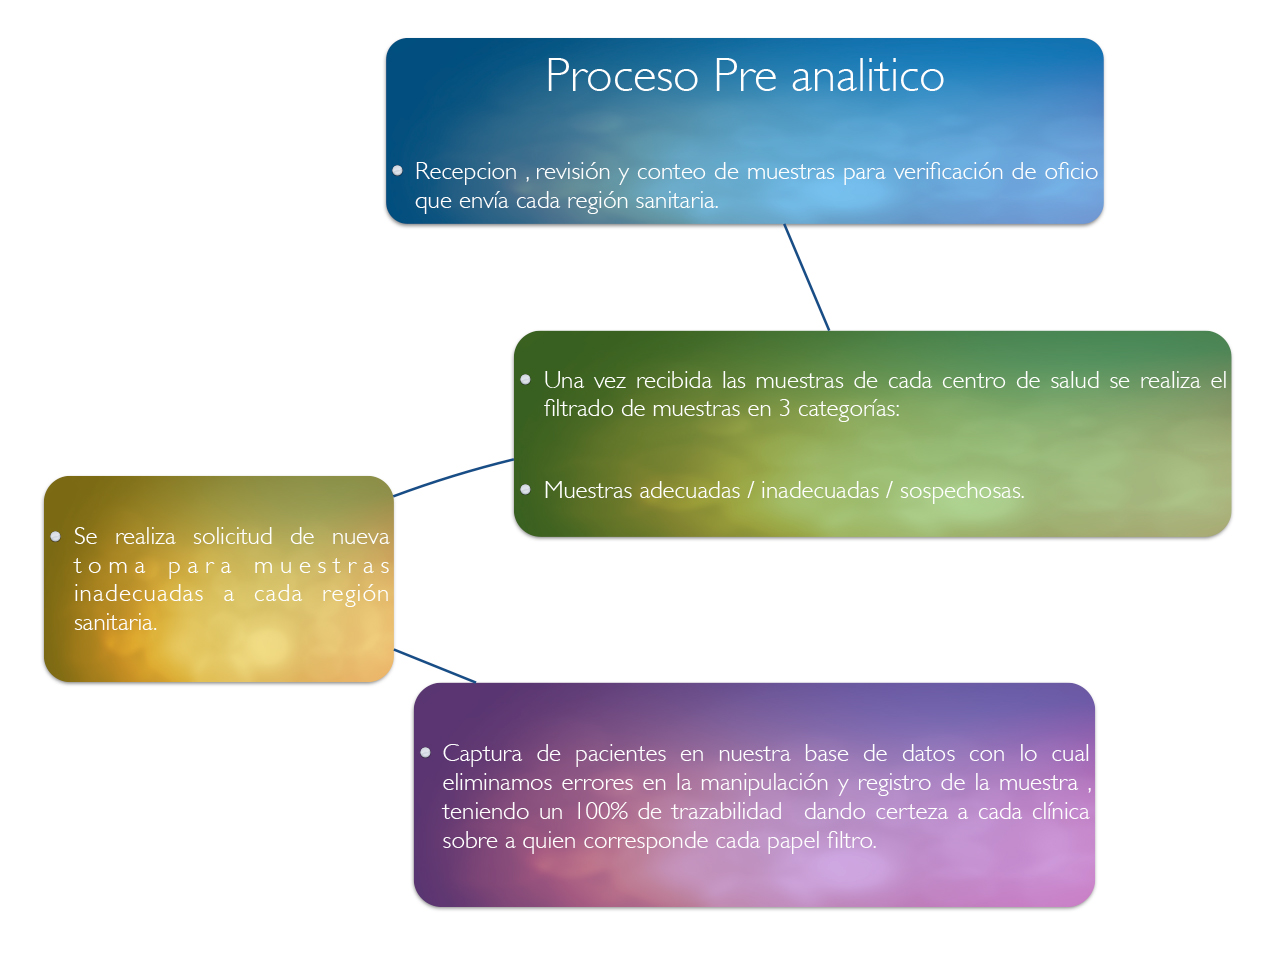 Proceso Pre analitico
Recepcion , revisión y conteo de muestras para verificación de oficio
que envía cada región sanitaria.
Una vez recibida las muestras de cada centro de salud se realiza el
filtrado de muestras en 3 categorías:
Muestras adecuadas / inadecuadas / sospechosas.
Se realiza solicitud de nueva
toma para muestras
inadecuadas a cada región
sanitaria.
Captura de pacientes en nuestra base de datos con lo cual
eliminamos errores en la manipulación y registro de la muestra ,
teniendo un 100% de trazabilidad dando certeza a cada clínica
sobre a quien corresponde cada papel filtro.